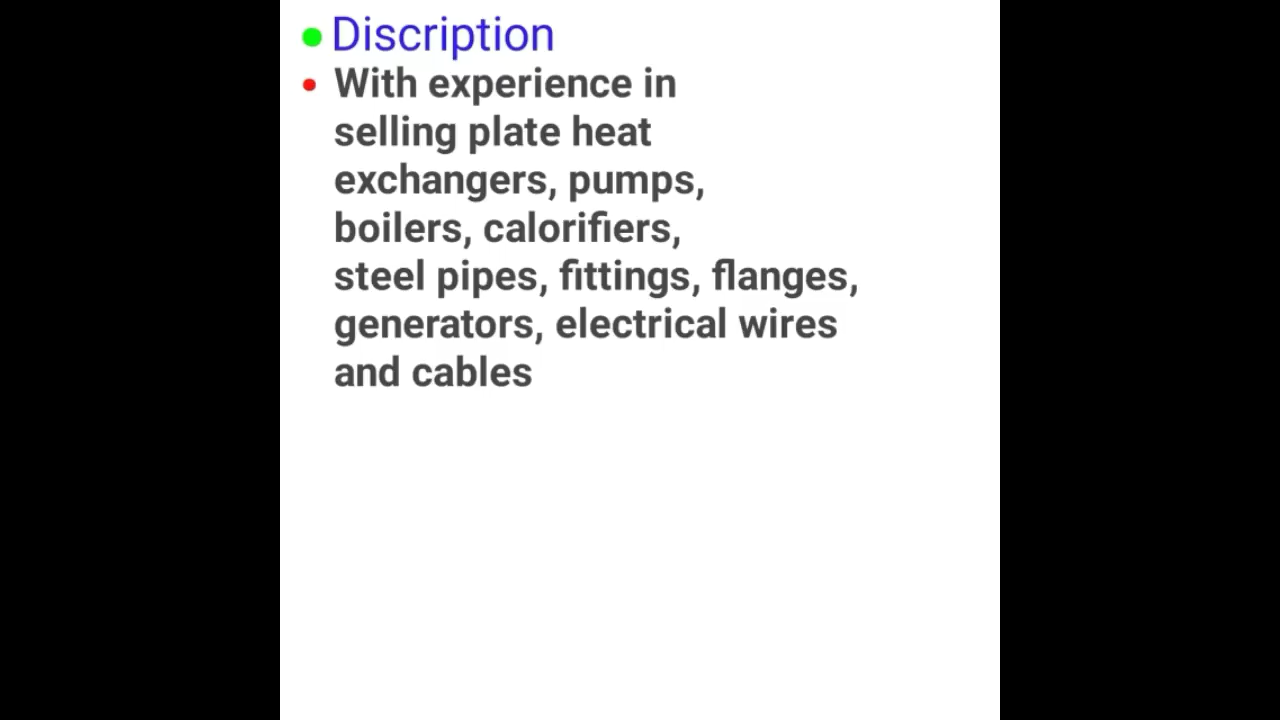 Discription
With experience in
selling plate heat
exchangers, pumps,
boilers, calorifiers,
steel pipes, fittings, flanges,
generators, electrical wires
and cables